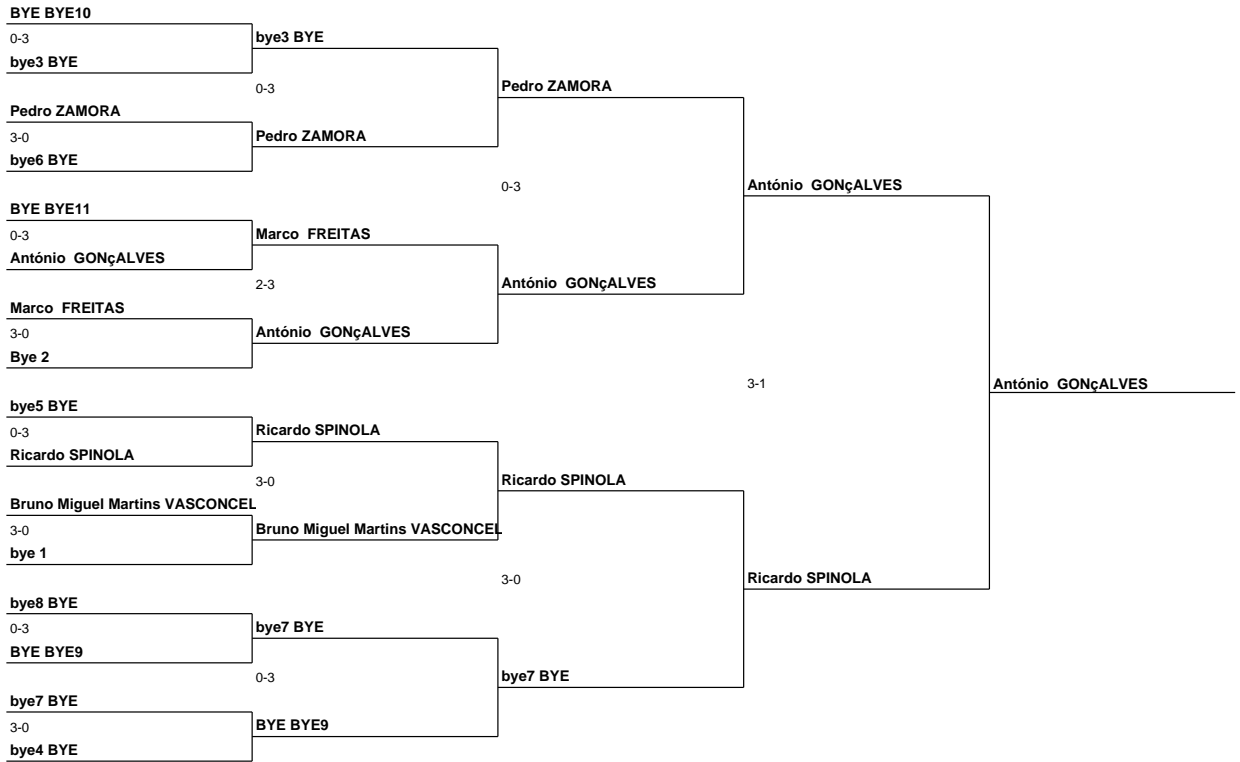 BYE BYE10
0-3
bye3 BYE
Pedro ZAMORA
3-0
bye6 BYE
BYE BYE11
0-3
António  GONçALVES
Marco  FREITAS
3-0
Bye 2
bye5 BYE
0-3
Ricardo SPINOLA
Bruno Miguel Martins VASCONCEL
3-0
bye 1
bye8 BYE
0-3
BYE BYE9
bye7 BYE
3-0
bye4 BYE
bye3 BYE
0-3
Pedro ZAMORA
Marco  FREITAS
2-3
António  GONçALVES
Ricardo SPINOLA
3-0
Bruno Miguel Martins VASCONCEL
bye7 BYE
0-3
BYE BYE9
Pedro ZAMORA
0-3
António  GONçALVES
Ricardo SPINOLA
3-0
bye7 BYE
António  GONçALVES
3-1
Ricardo SPINOLA
António  GONçALVES